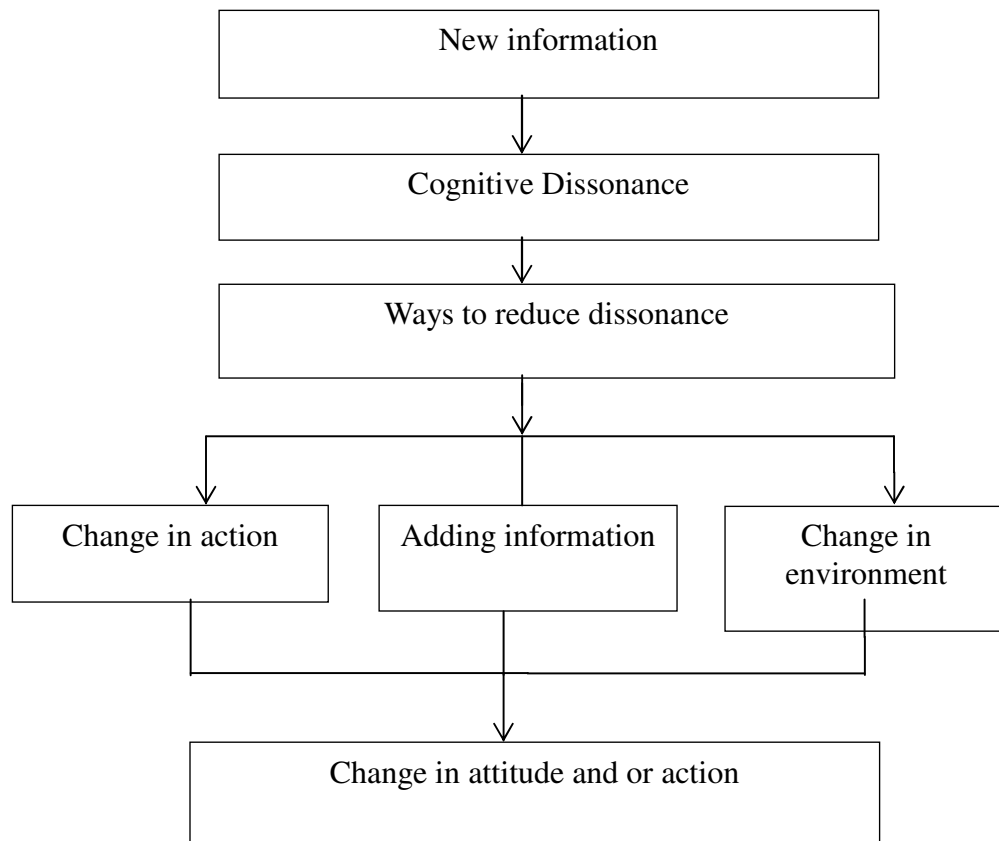 New information
Cognitive Dissonance
Ways to reduce dissonance
Change in action
Adding information
Change in
environment
Change in attitude and or action